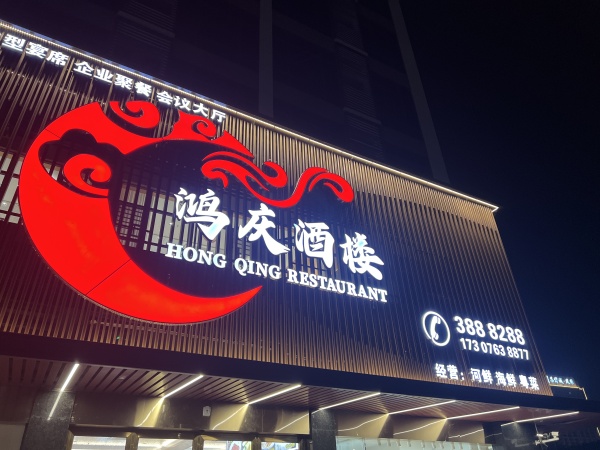 型宴席 企业聚餐 会议大厅
鸿庆酒楼
HONG QING RESTAURANT
388 8288
173 0763 8877
经营：河鲜 海鲜 粤菜